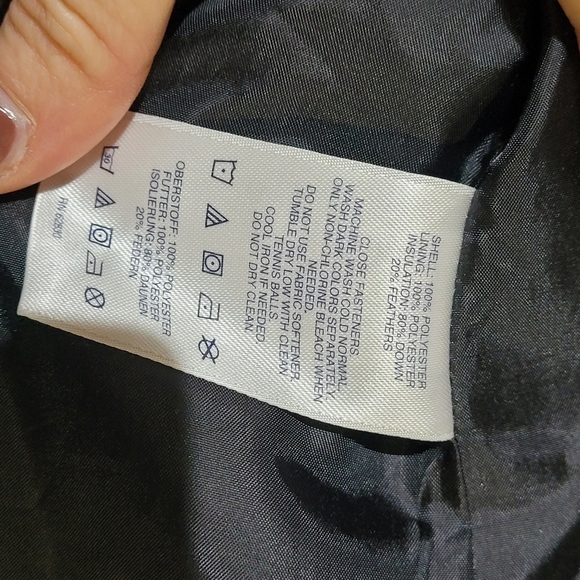 SHELL: 100% POLYESTER
LINING: 100% POLYESTER
INSULATION: 80% DOWN
20% FEATHERS
CLOSE FASTENERS
MACHINE WASH COLD NORMAL.
WASH DARK COLORS SEPARATELY.
ONLY NON-CHLORINE BLEACH WHEN
NEEDED.
DO NOT USE FABRIC SOFTENER.
TUMBLE DRY LOW WITH CLEAN
TENNIS BALLS.
COOL IRON IF NEEDED
DO NOT DRY CLEAN.
OBERSTOFF: 100% POLYESTER
FUTTER: 100% POLYESTER
ISOLIERUNG: 80% DAUNEN
20% FEDERN
30